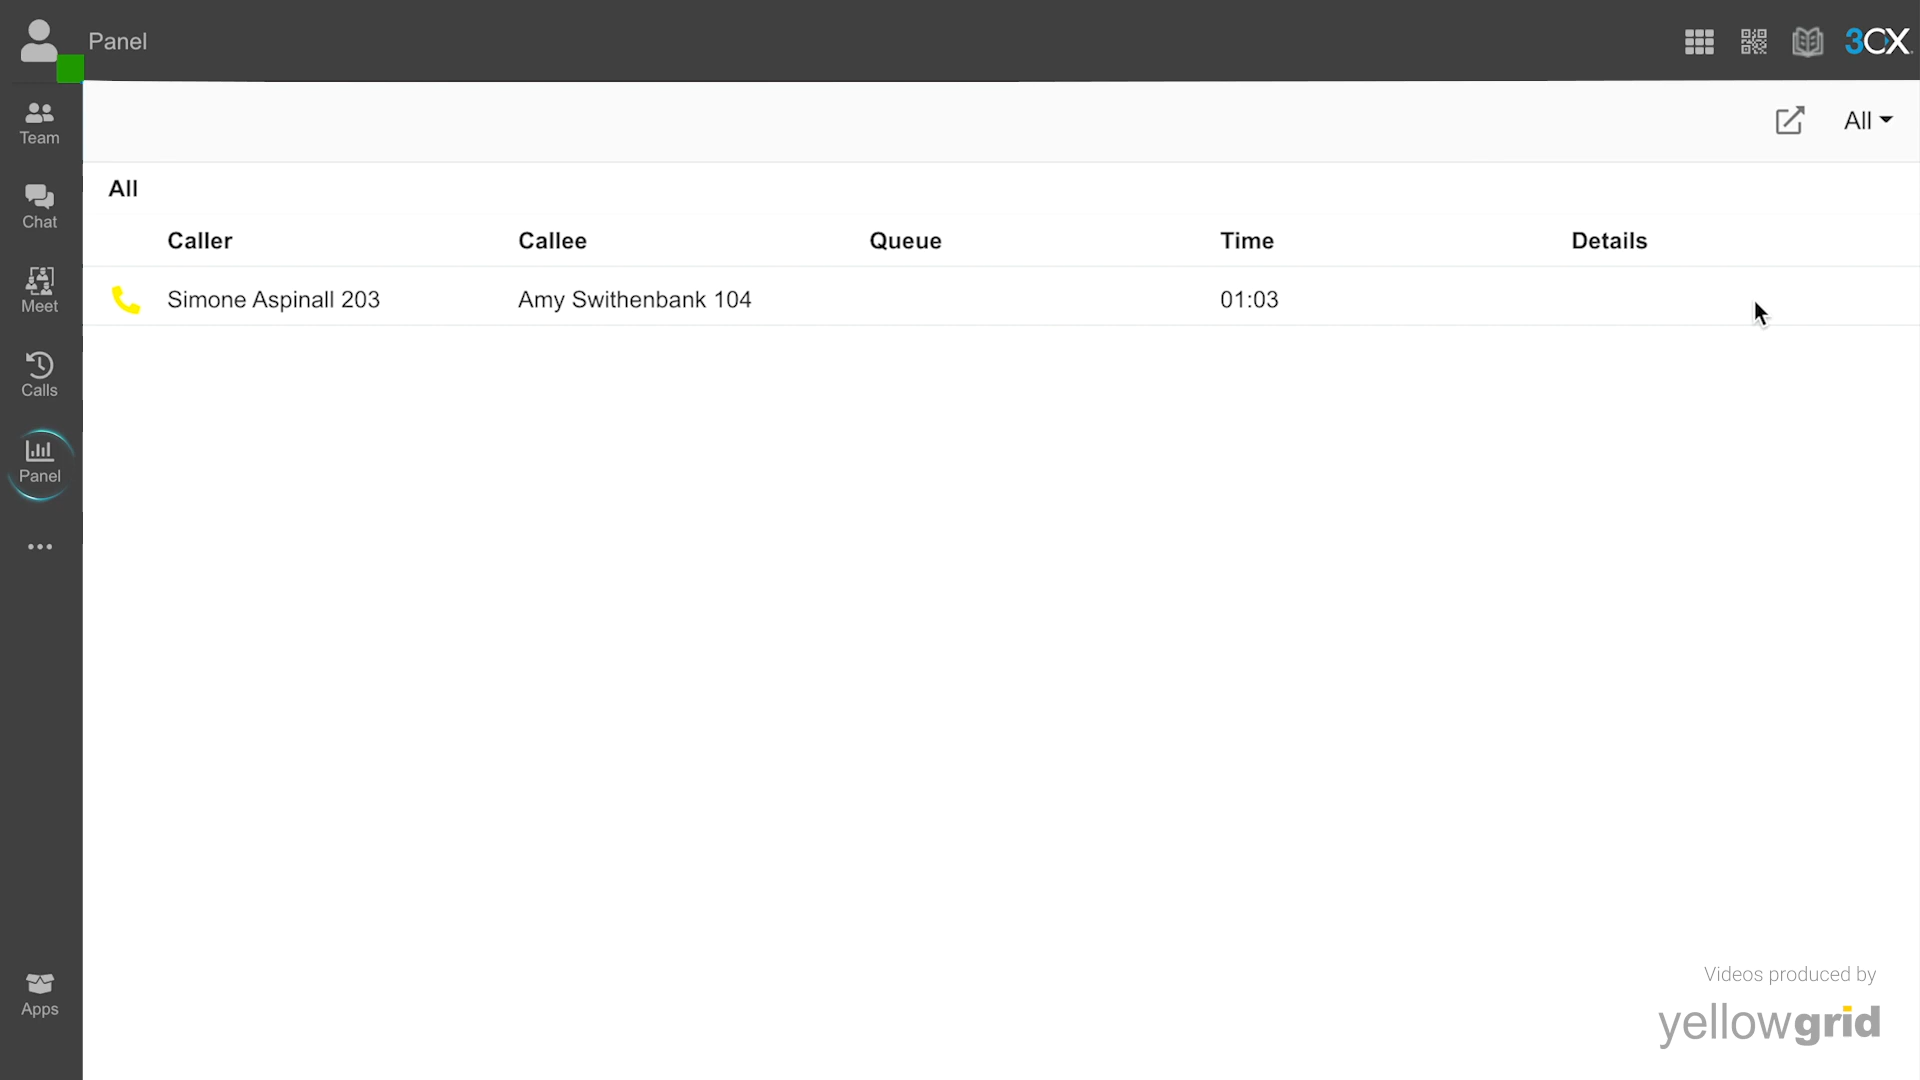 Panel
3CX
Team
All
Chat
All
Caller Callee Queue Time Details
Simone Aspinall 203 Amy Swithenbank 104 01:03
Meet
Calls
Panel
Apps
Videos produced by
yellowgrid